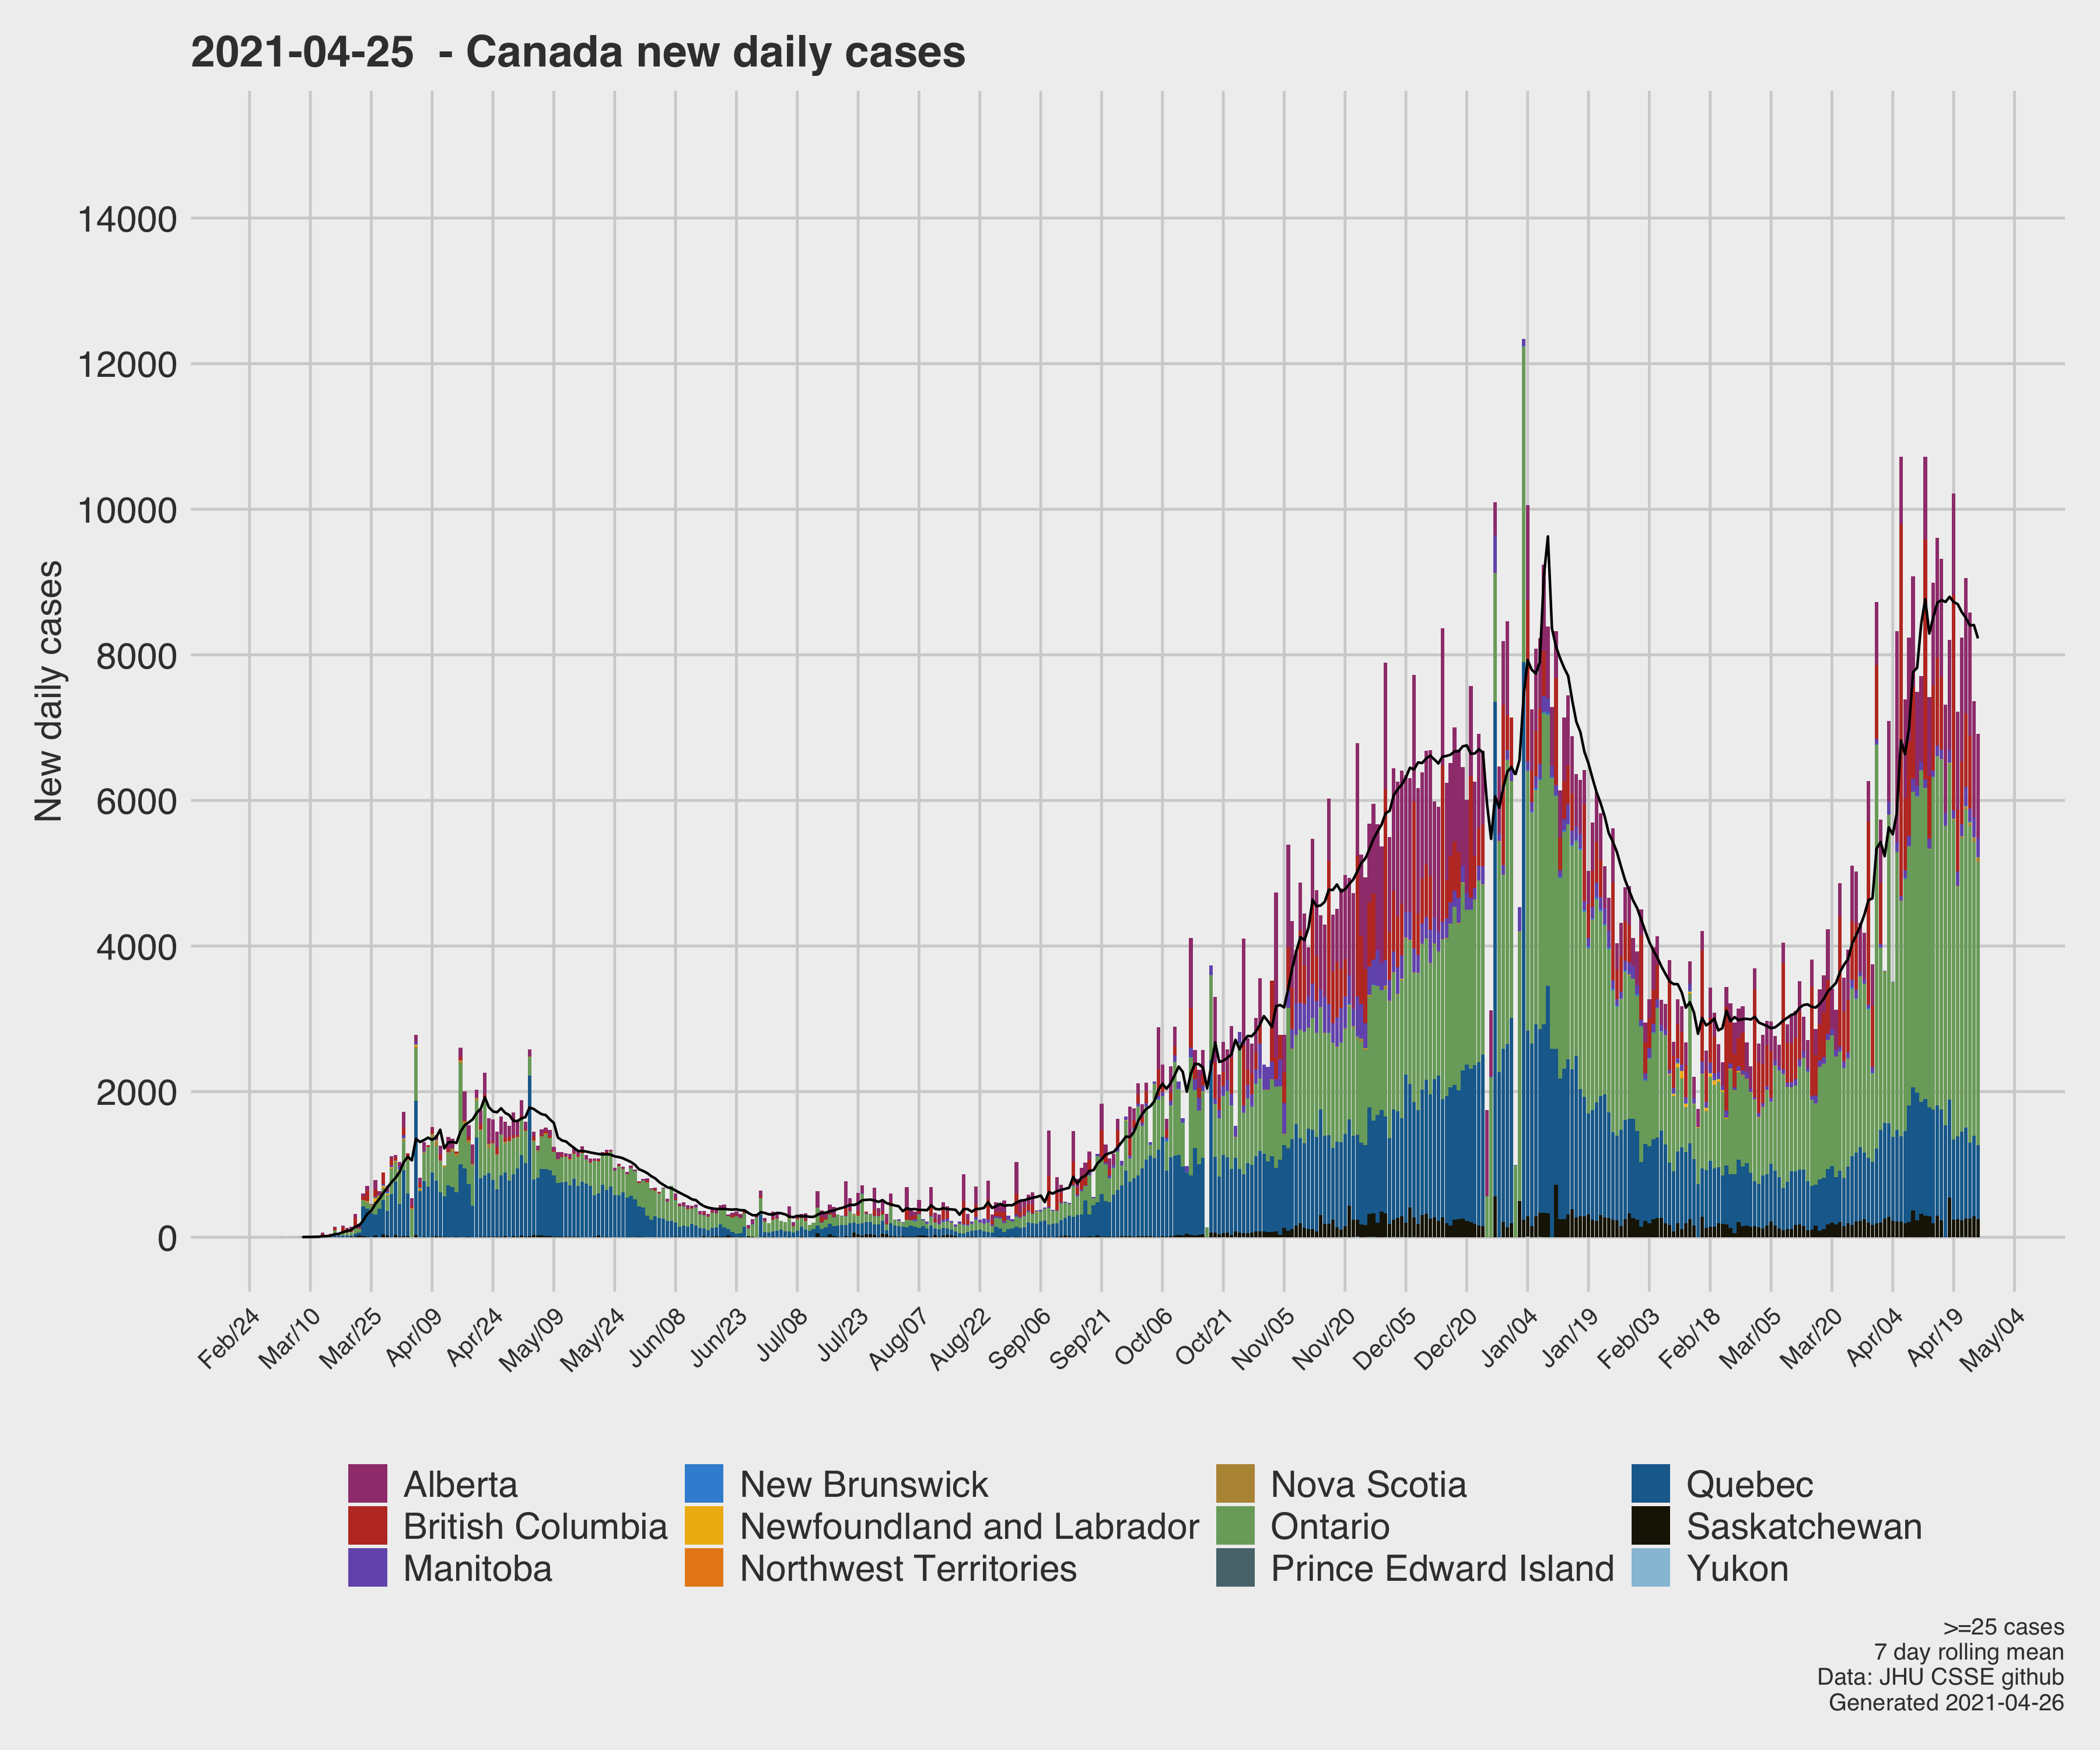 2021-04-25 - Canada new daily cases
New daily cases
14000
12000
10000
8000
6000
4000
2000
0
Feb/24 Mar/10 Mar/25 Apr/09 Apr/24 May/09 May/24 Jun/08 Jun/23 Jul/08 Jul/23 Aug/07 Aug/22 Sep/06 Sep/21 Oct/06 Oct/21 Nov/05 Nov/20 Dec/05 Dec/20 Jan/04 Jan/19 Feb/03 Feb/18 Mar/05 Mar/20 Apr/04 Apr/19 May/04
Alberta New Brunswick Nova Scotia Quebec
British Columbia Newfoundland and Labrador Ontario Saskatchewan
Manitoba Northwest Territories Prince Edward Island Yukon
>=25 cases
7 day rolling mean
Data: JHU CSSE github
Generated 2021-04-26